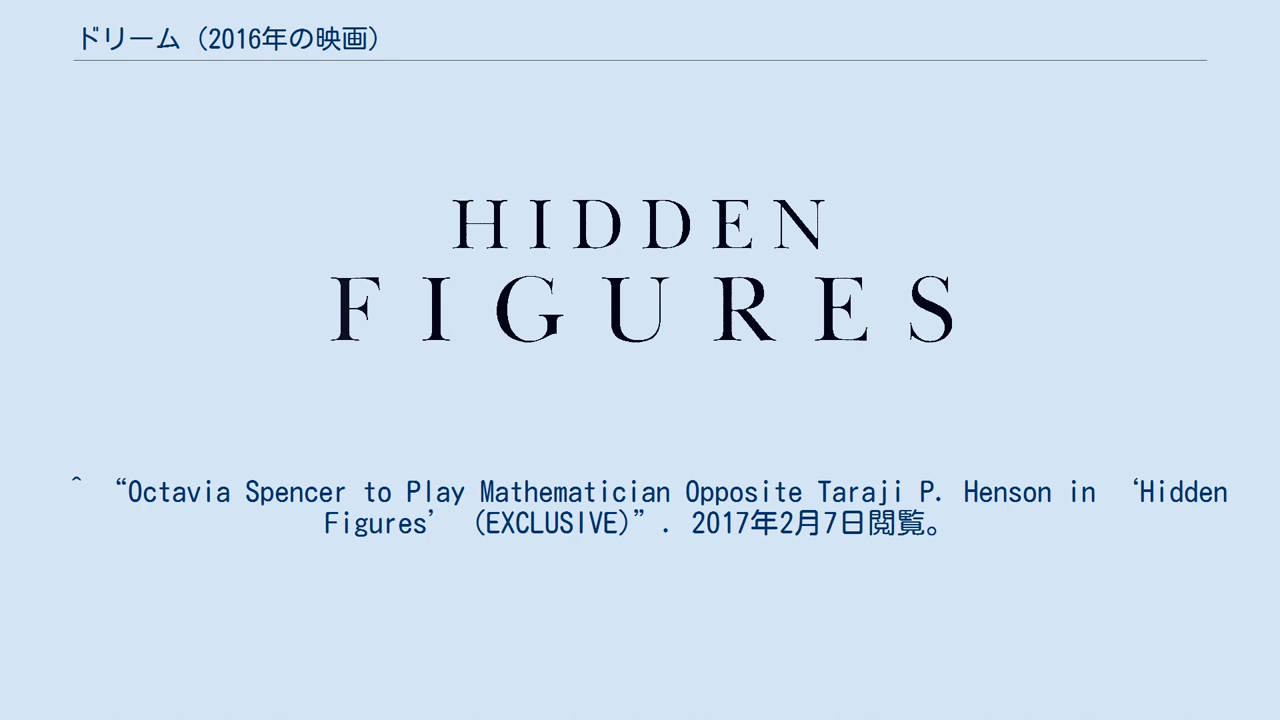 ドリーム（2016年の映画）
HIDDEN
FIGURES
^ “Octavia Spencer to Play Mathematician Opposite Taraji P. Henson in ‘Hidden
Figures’ （EXCLUSIVE）”. 2017年2月7日閲覧。